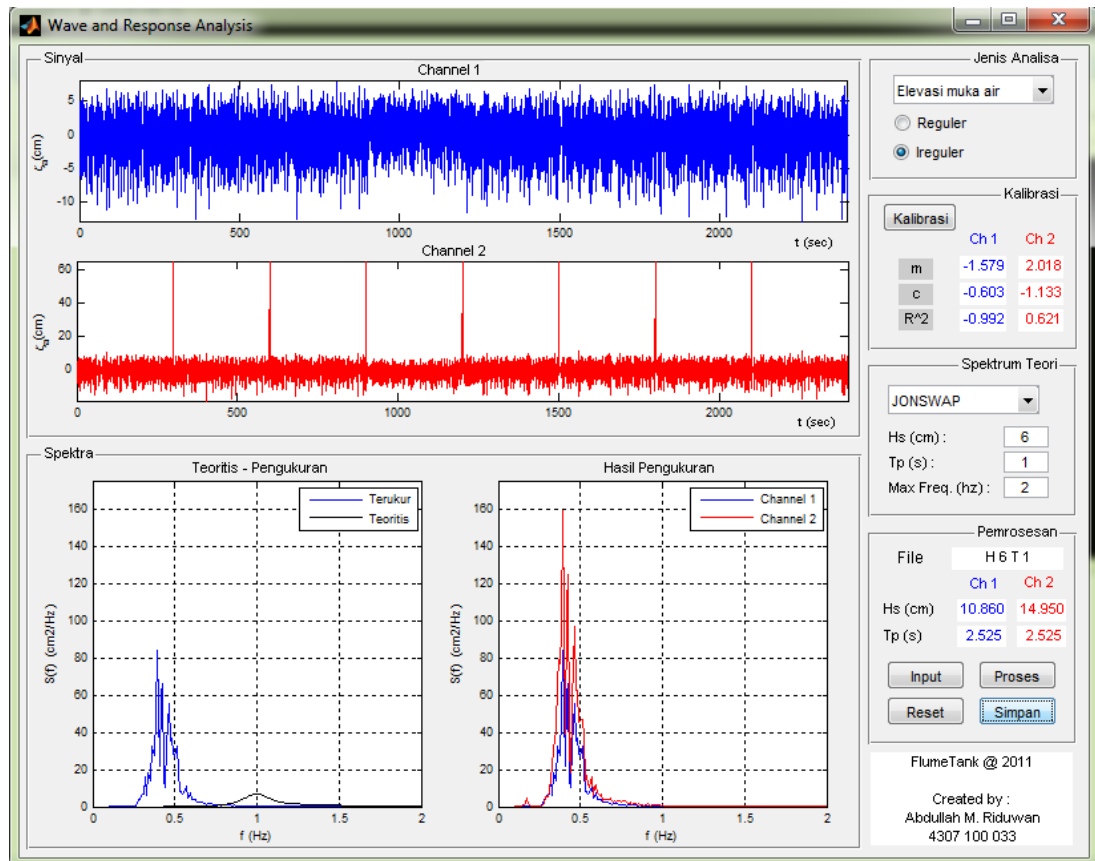 Wave and Response Analysis
Sinyal
Channel 1
5
0
-5
-10
ζa(cm)
0 500 1000 1500 2000
t (sec)
Channel 2
60
40
20
0
ζa(cm)
0 500 1000 1500 2000
t (sec)
Spektra
Teoritis - Pengukuran
Terukur
Teoritis
160
140
120
100
80
60
40
20
0
S(f) (cm2/Hz)
0 0.5 1 1.5 2
f (Hz)
Hasil Pengukuran
Channel 1
Channel 2
160
140
120
100
80
60
40
20
0
S(f) (cm2/Hz)
0 0.5 1 1.5 2
f (Hz)
Jenis Analisa
Elevasi muka air
Reguler
Ireguler
Kalibrasi
Kalibrasi
Ch 1 Ch 2
m -1.579 2.018
c -0.603 -1.133
R^2 -0.992 0.621
Spektrum Teori
JONSWAP
Hs (cm) : 6
Tp (s) : 1
Max Freq. (hz) : 2
Pemrosesan
File H 6 T 1
Ch 1 Ch 2
Hs (cm) 10.860 14.950
Tp (s) 2.525 2.525
Input Proses
Reset Simpan
FlumeTank @ 2011
Created by :
Abdullah M. Riduwan
4307 100 033